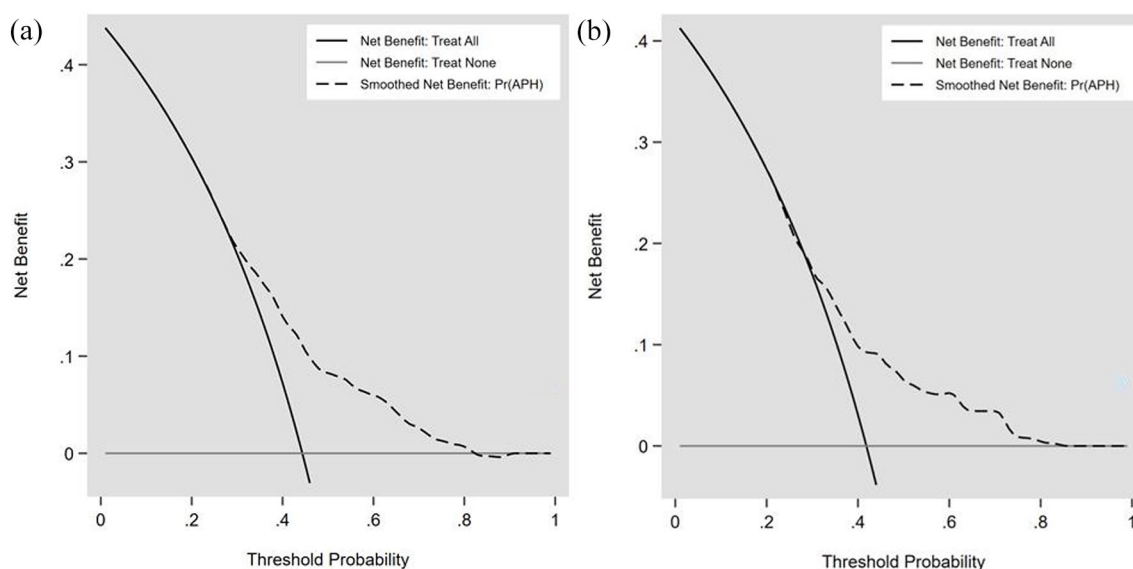 (a)
Net Benefit: Treat All
Net Benefit: Treat None
Smoothed Net Benefit: Pr(APH)
.4
.3
.2
.1
0
Net Benefit
0 .2 .4 .6 .8 1
Threshold Probability
(b)
Net Benefit: Treat All
Net Benefit: Treat None
Smoothed Net Benefit: Pr(APH)
.4
.3
.2
.1
0
Net Benefit
0 .2 .4 .6 .8 1
Threshold Probability